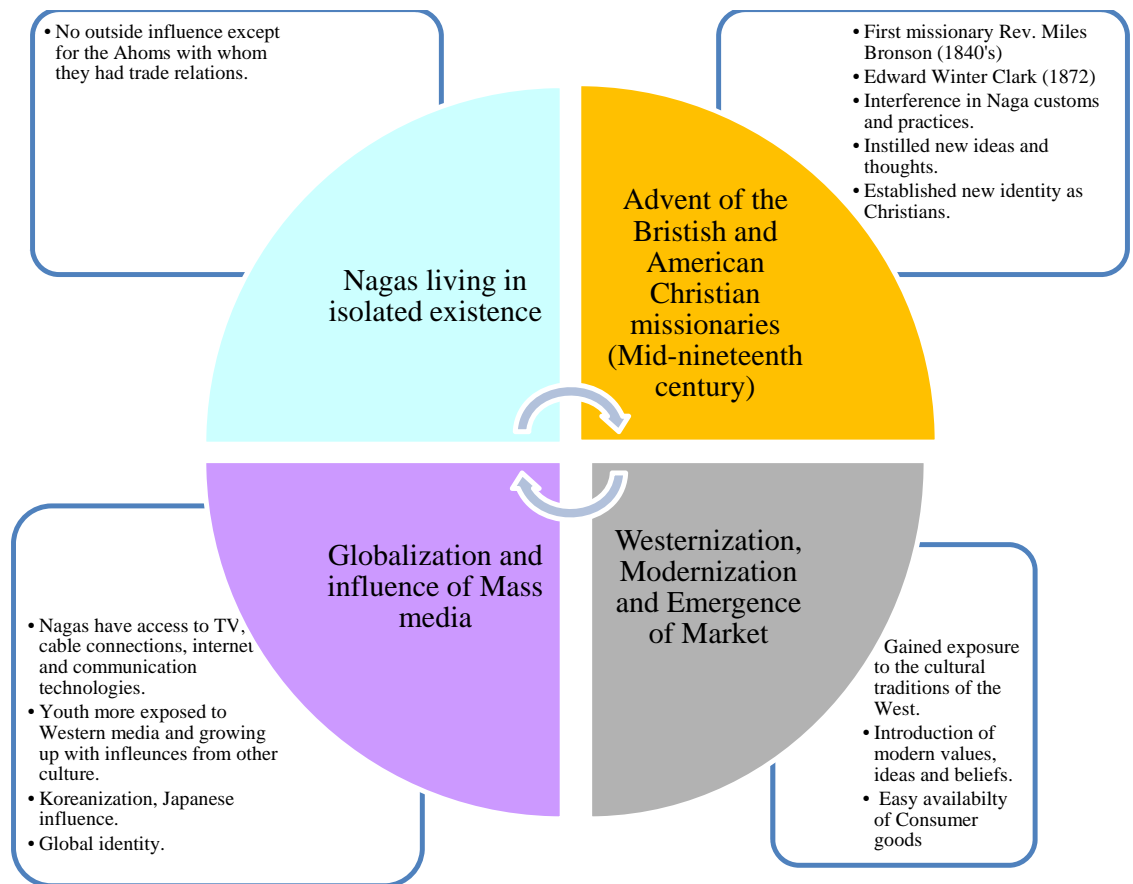 • No outside influence except
for the Ahoms with whom
they had trade relations.
Nagas living in
isolated existence
• First missionary Rev. Miles
Bronson (1840's)
• Edward Winter Clark (1872)
• Interference in Naga customs
and practices.
• Instilled new ideas and
thoughts.
• Established new identity as
Christians.
Advent of the
Bristish and
American
Christian
missionaries
(Mid-nineteenth
century)
Globalization and
influence of Mass
media
• Nagas have access to TV,
cable connections, internet
and communication
technologies.
• Youth more exposed to
Western media and growing
up with infleunces from other
culture.
• Koreanization, Japanese
influence.
• Global identity.
Westernization,
Modernization
and Emergence
of Market
Gained exposure
to the cultural
traditions of the
West.
• Introduction of
modern values,
ideas and beliefs.
• Easy availabilty
of Consumer
goods